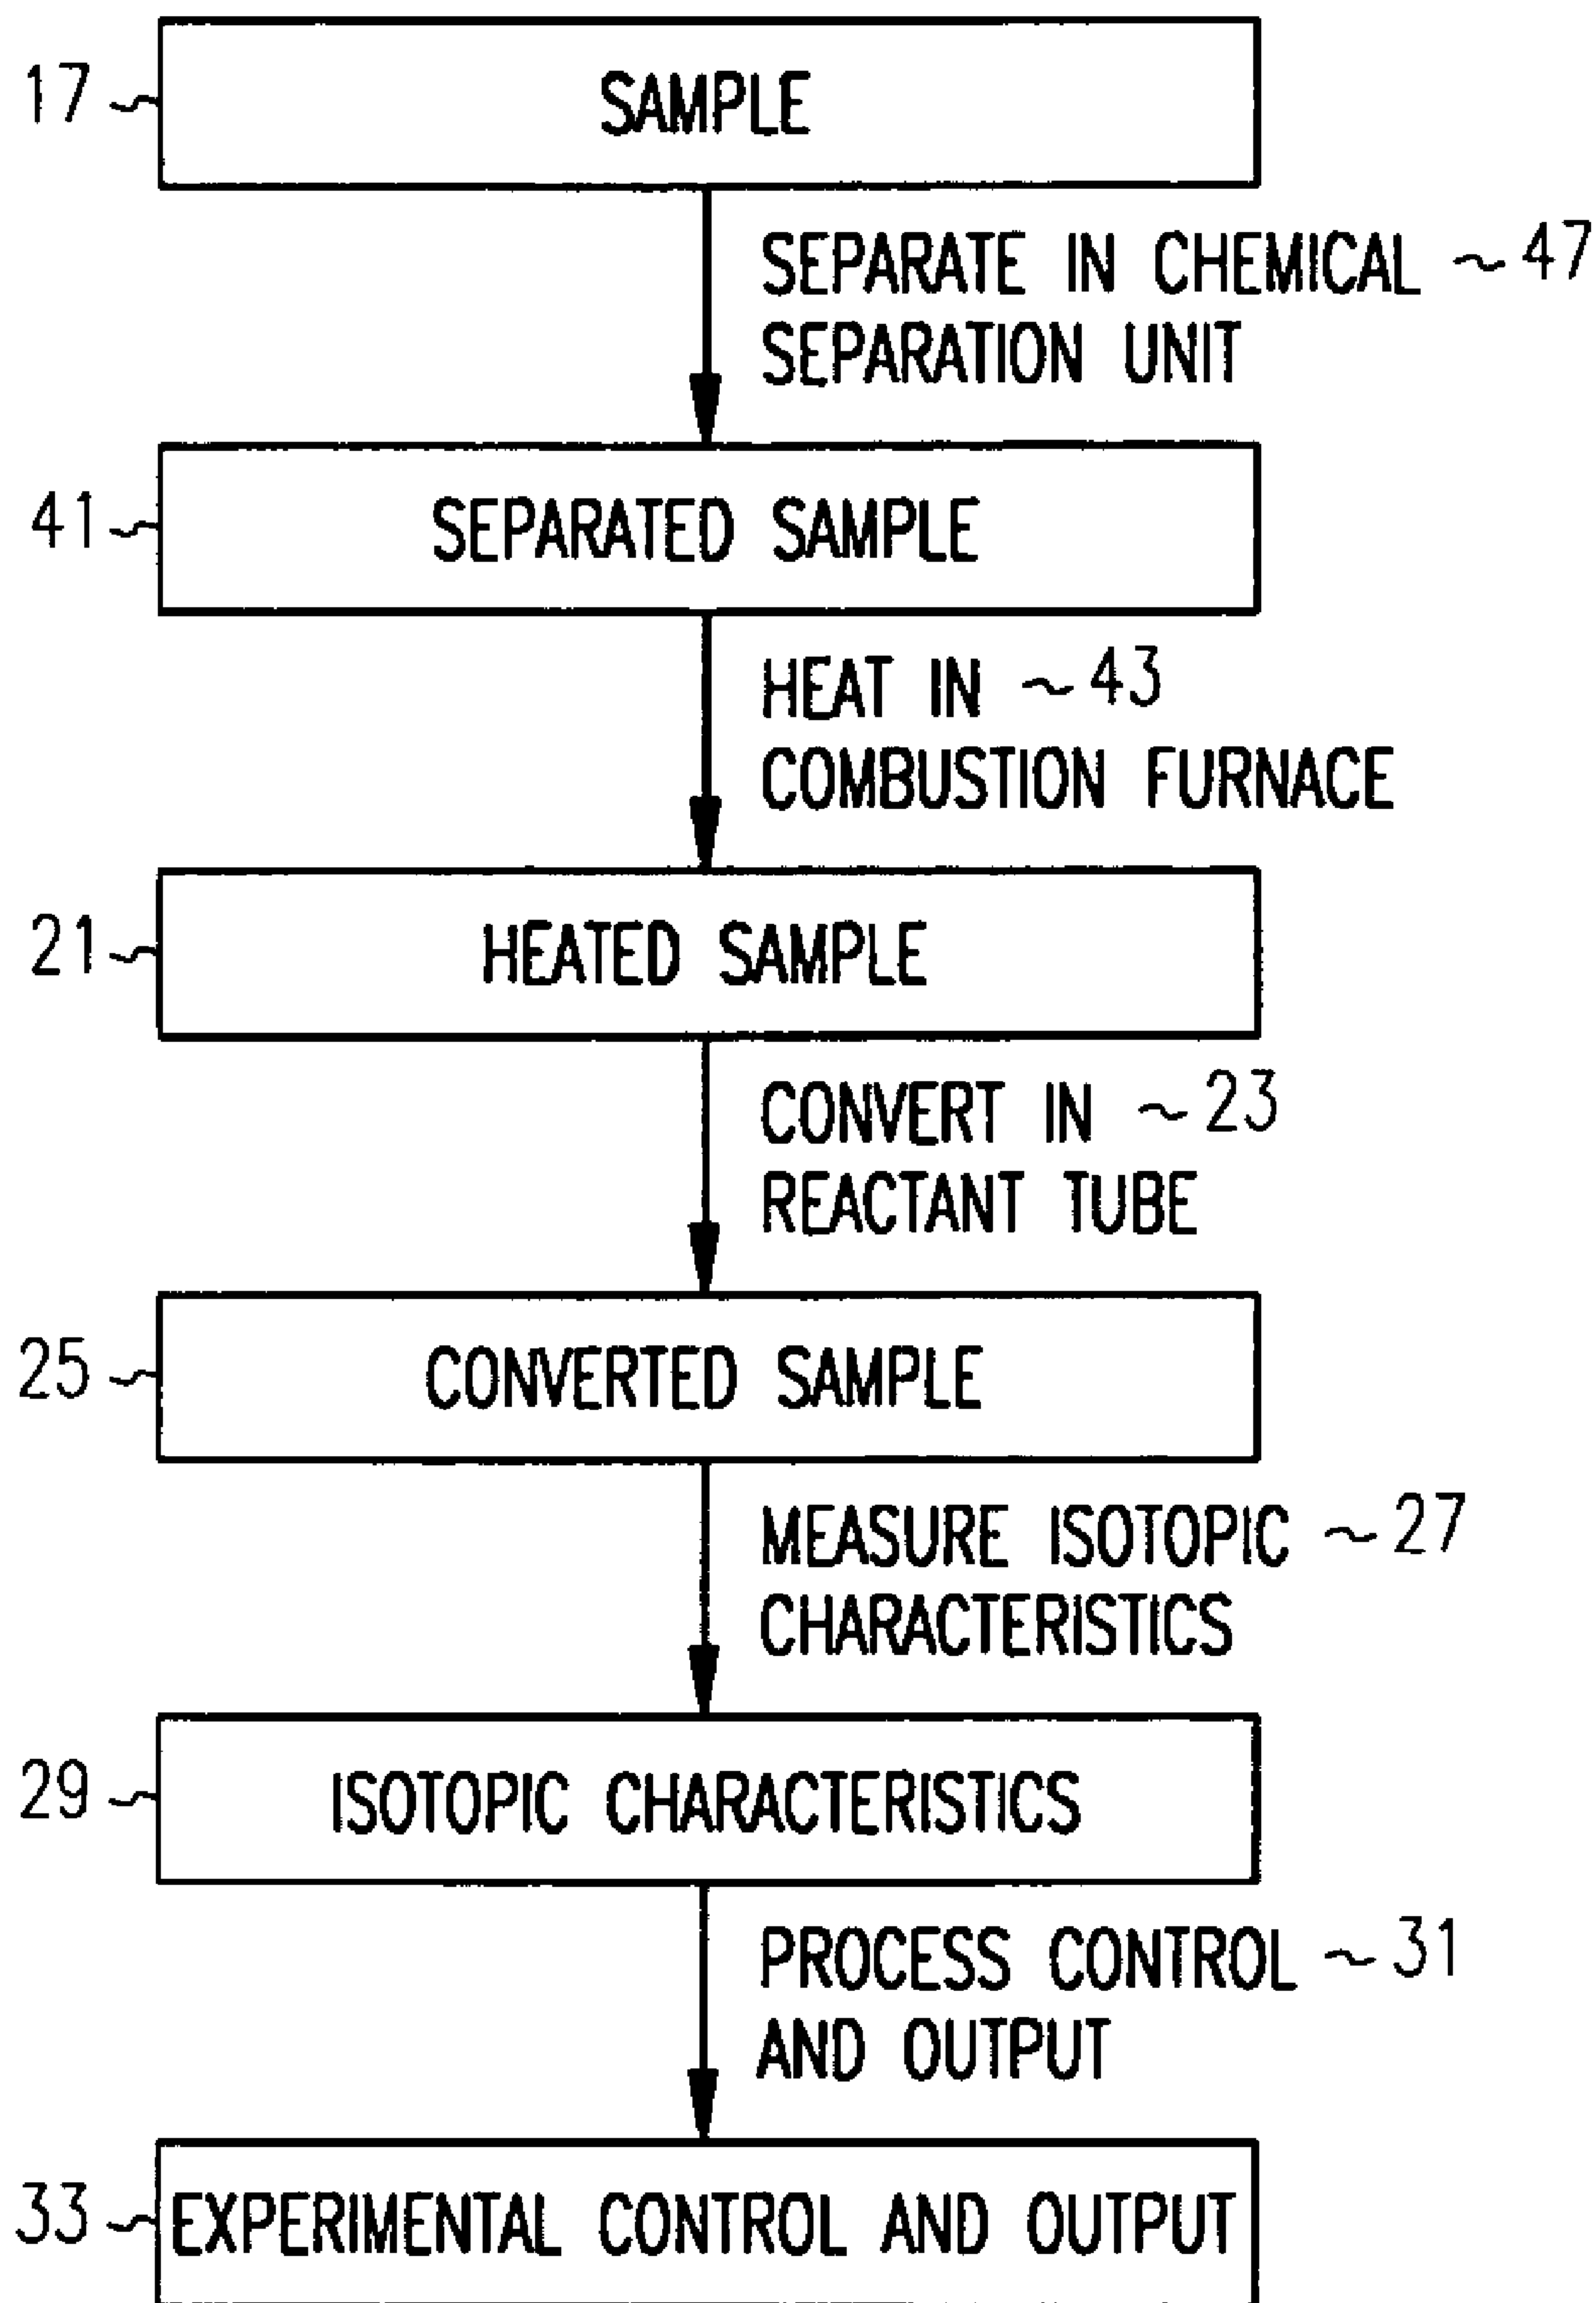 17 SAMPLE
SEPARATE IN CHEMICAL ~47
SEPARATION UNIT
41 SEPARATED SAMPLE
HEAT IN ~43
COMBUSTION FURNACE
21 HEATED SAMPLE
CONVERT IN ~23
REACTANT TUBE
25 CONVERTED SAMPLE
MEASURE ISOTOPIC ~27
CHARACTERISTICS
29 ISOTOPIC CHARACTERISTICS
PROCESS CONTROL ~31
AND OUTPUT
33 EXPERIMENTAL CONTROL AND OUTPUT